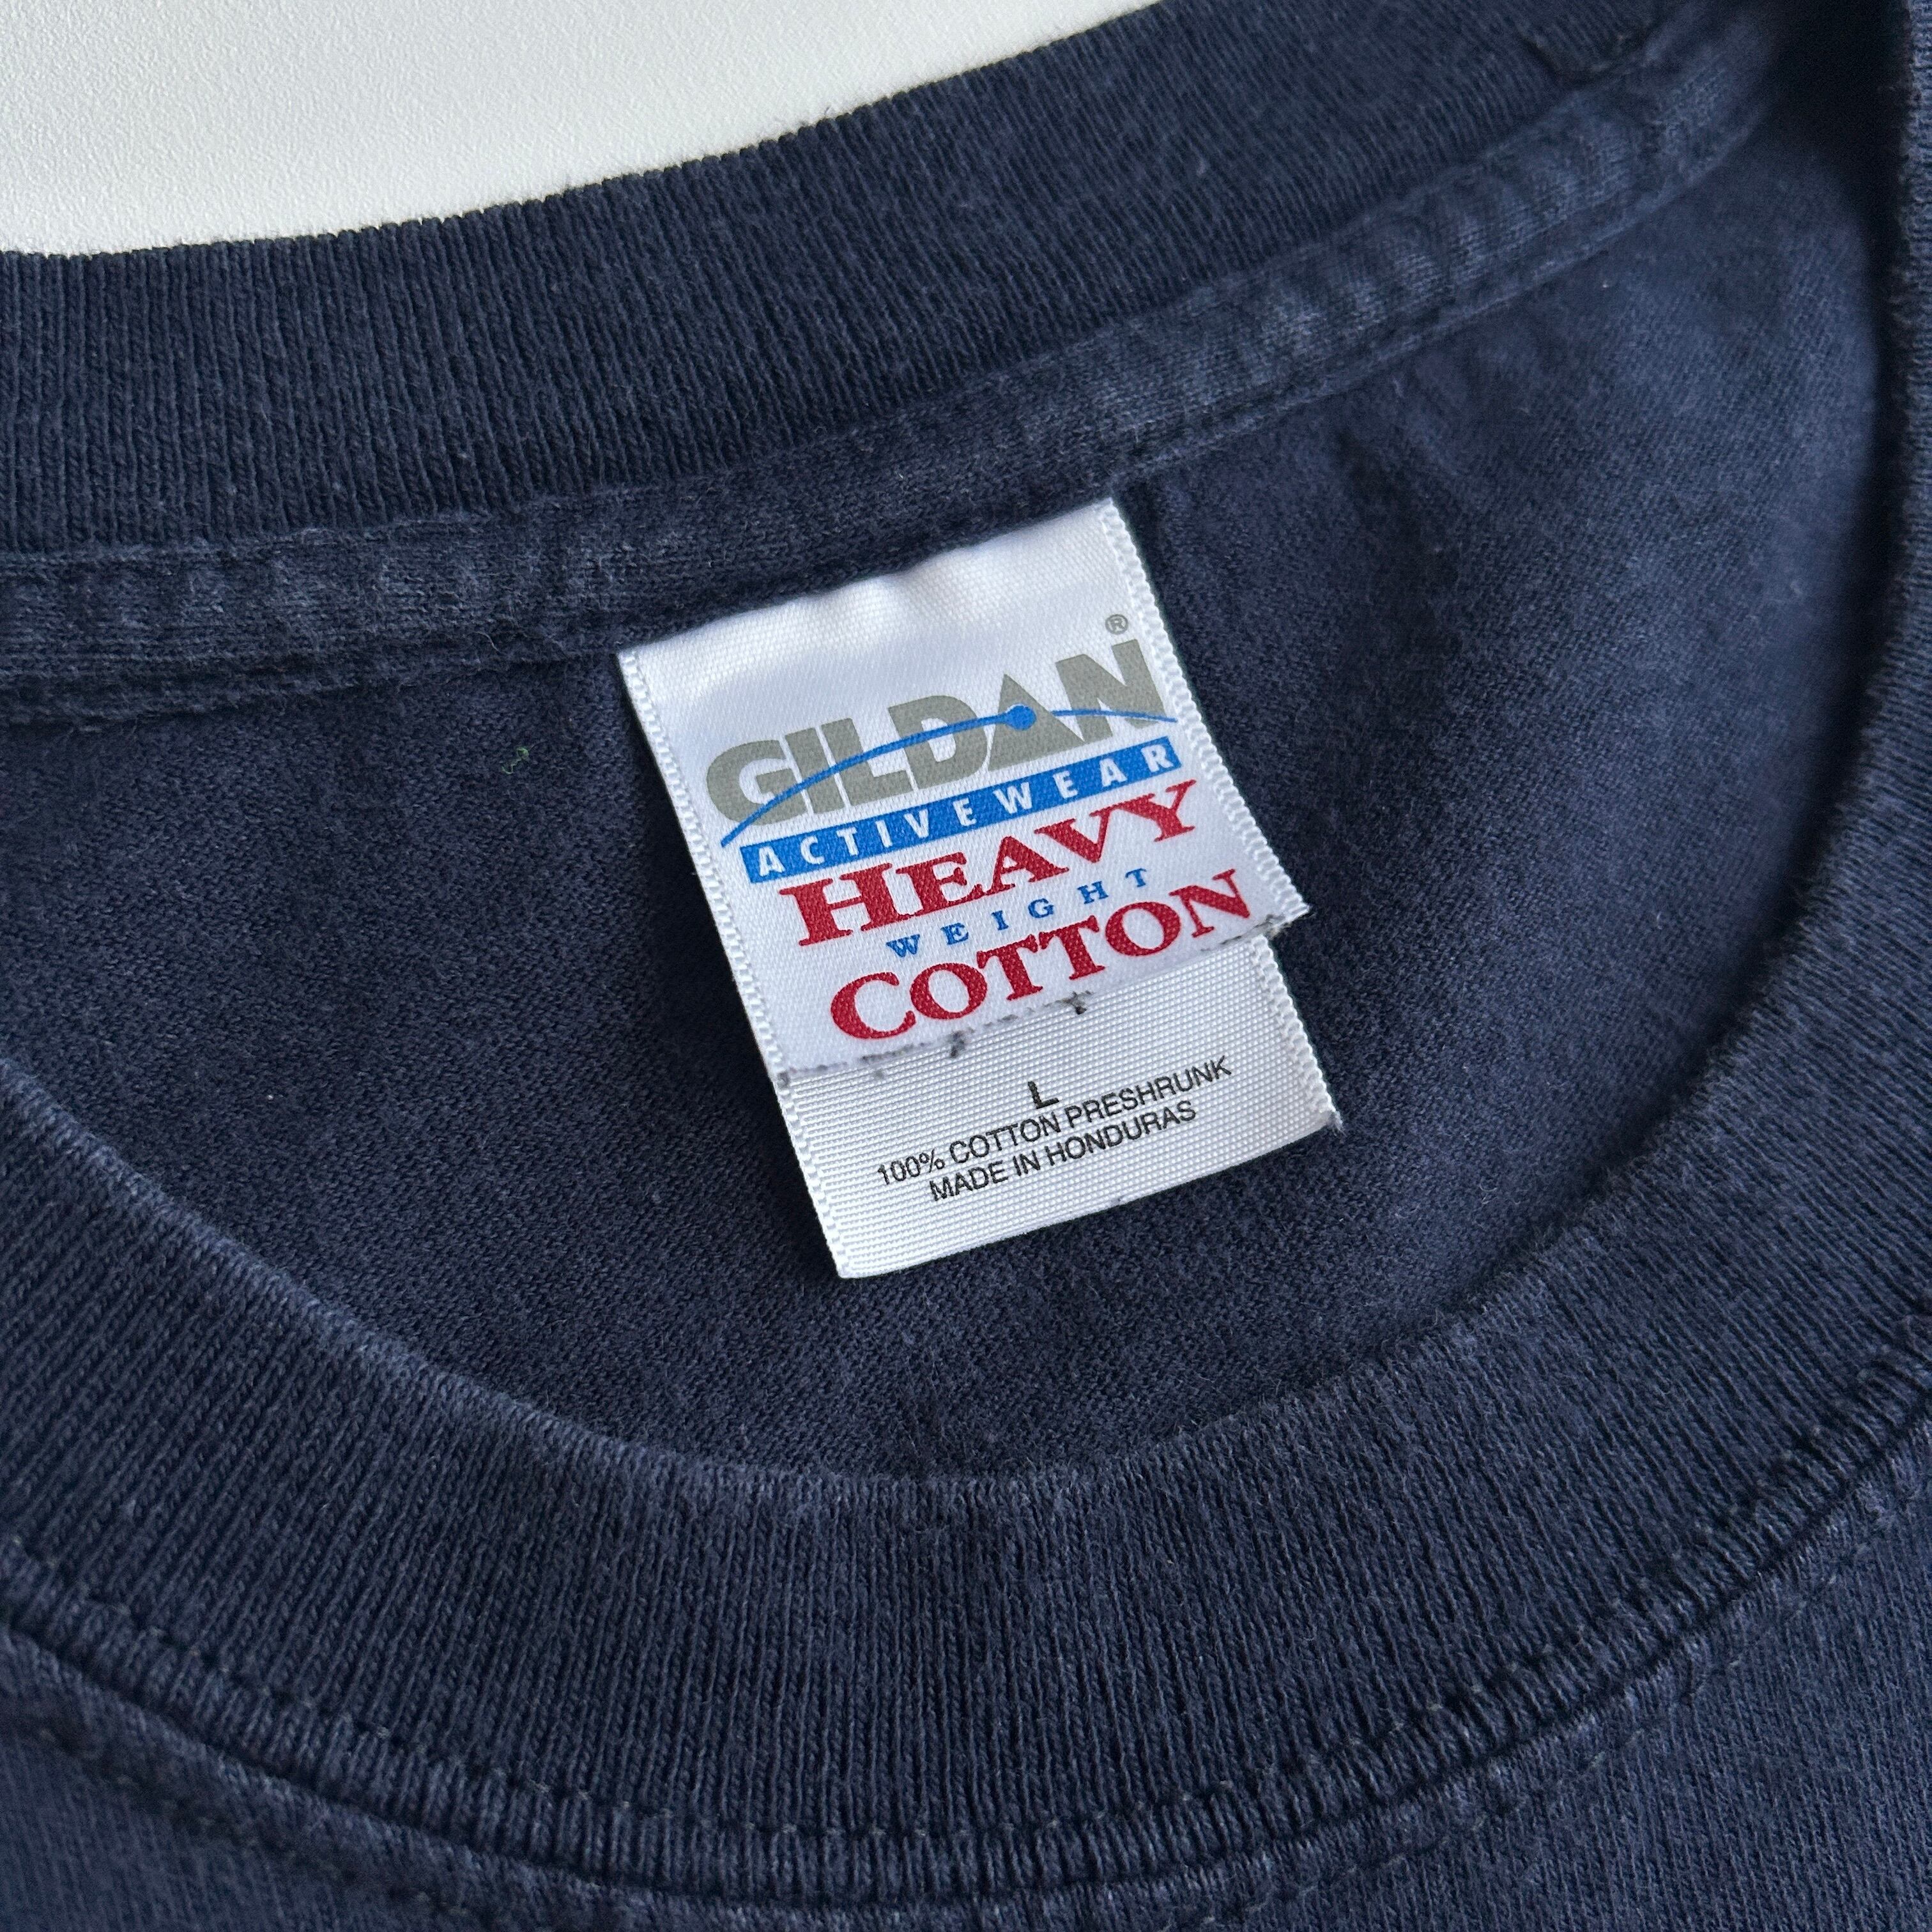 GILDAN®
ACTIVEWEAR
HEAVY
WEIGHT
COTTON
L
100% COTTON PRESHRUNK
MADE IN HONDURAS